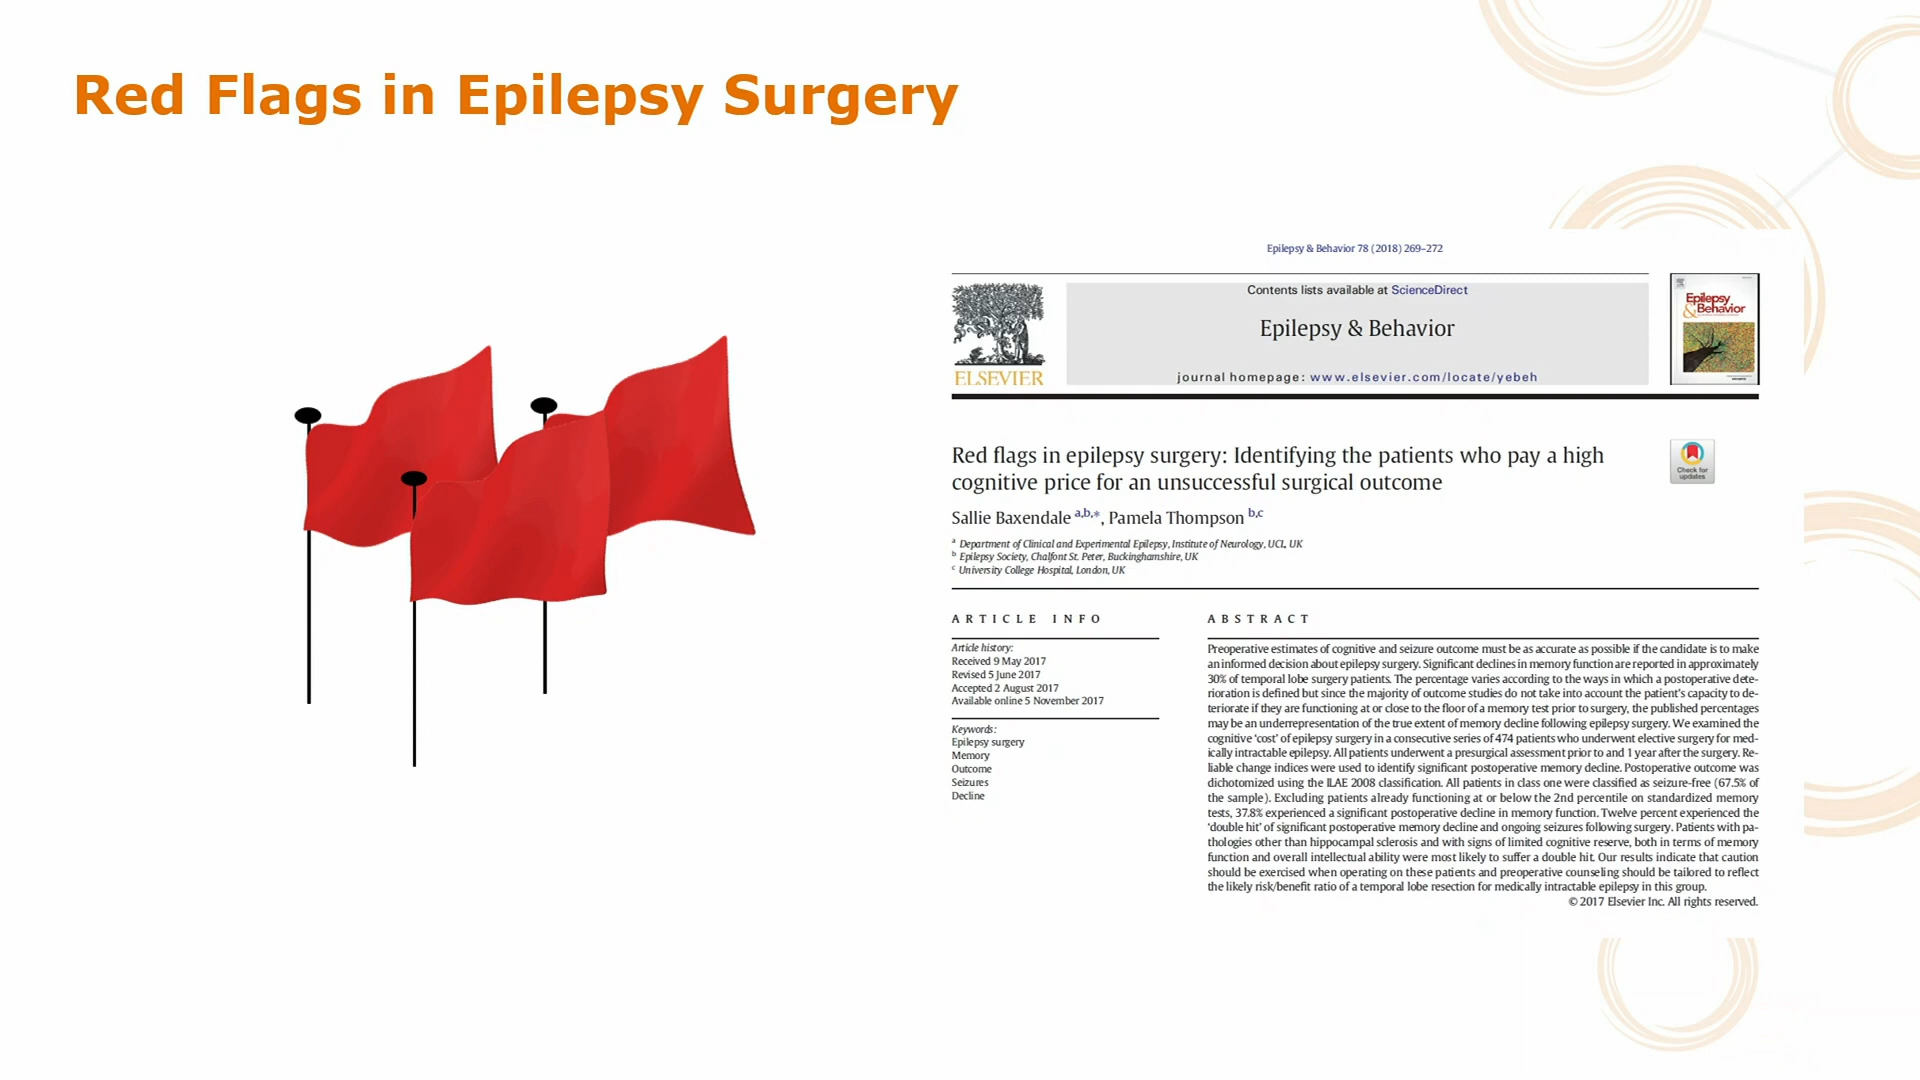 Red Flags in Epilepsy Surgery
Epilepsy & Behavior 78 (2018) 269–272
Contents lists available at ScienceDirect
Epilepsy & Behavior
journal homepage: www.elsevier.com/locate/yebeh
ELSEVIER
Epilepsy
& Behavior
Red flags in epilepsy surgery: Identifying the patients who pay a high
cognitive price for an unsuccessful surgical outcome
Check for
updates
Sallie Baxendale a,b,*, Pamela Thompson b,c
a Department of Clinical and Experimental Epilepsy, Institute of Neurology, UCL, UK
b Epilepsy Society, Chalfont St. Peter, Buckinghamshire, UK
c University College Hospital, London, UK
ARTICLE INFO
Article history:
Received 9 May 2017
Revised 5 June 2017
Accepted 2 August 2017
Available online 5 November 2017
Keywords:
Epilepsy surgery
Memory
Outcome
Seizures
Decline
ABSTRACT
Preoperative estimates of cognitive and seizure outcome must be as accurate as possible if the candidate is to make
an informed decision about epilepsy surgery. Significant declines in memory function are reported in approximately
30% of temporal lobe surgery patients. The percentage varies according to the ways in which a postoperative dete-
rioration is defined but since the majority of outcome studies do not take into account the patient's capacity to de-
teriorate if they are functioning at or close to the floor of a memory test prior to surgery, the published percentages
may be an underrepresentation of the true extent of memory decline following epilepsy surgery. We examined the
cognitive 'cost' of epilepsy surgery in a consecutive series of 474 patients who underwent elective surgery for med-
ically intractable epilepsy. All patients underwent a presurgical assessment prior to and 1 year after the surgery. Re-
liable change indices were used to identify significant postoperative memory decline. Postoperative outcome was
dichotomized using the ILAE 2008 classification. All patients in class one were classified as seizure-free (67.5% of
the sample). Excluding patients already functioning at or below the 2nd percentile on standardized memory
tests, 37.8% experienced a significant postoperative decline in memory function. Twelve percent experienced the
'double hit' of significant postoperative memory decline and ongoing seizures following surgery. Patients with pa-
thologies other than hippocampal sclerosis and with signs of limited cognitive reserve, both in terms of memory
function and overall intellectual ability were most likely to suffer a double hit. Our results indicate that caution
should be exercised when operating on these patients and preoperative counseling should be tailored to reflect
the likely risk/benefit ratio of a temporal lobe resection for medically intractable epilepsy in this group.
© 2017 Elsevier Inc. All rights reserved.